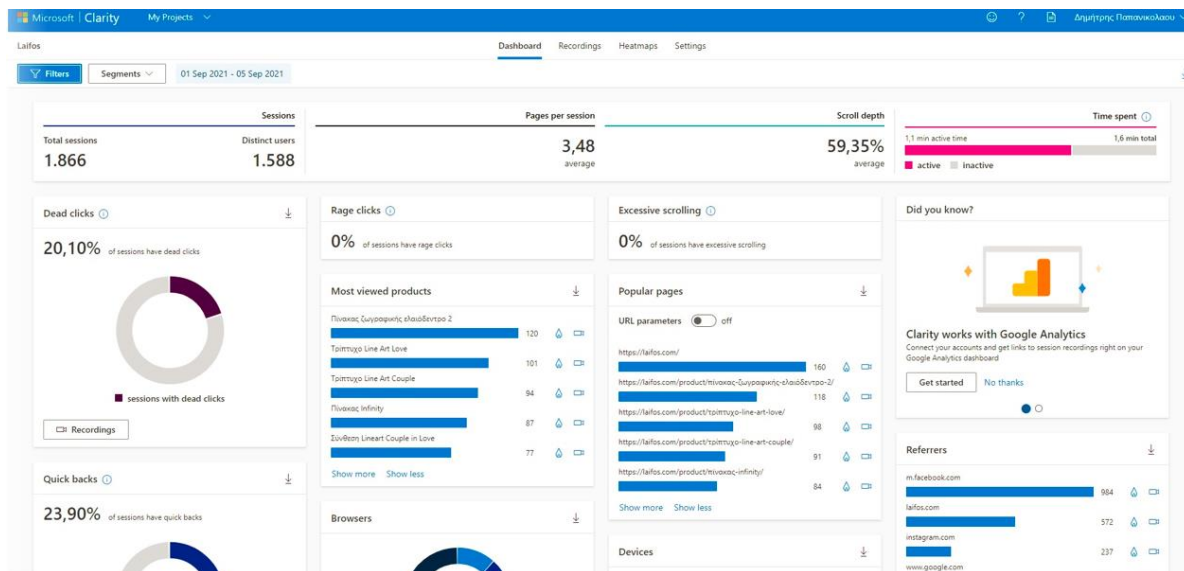 Microsoft | Clarity
My Projects
Δημήτρης Παπανικολαου
Laifos
Dashboard
Recordings
Heatmaps
Settings
Filters
Segments
01 Sep 2021 - 05 Sep 2021
Sessions
Total sessions
Distinct users
1.866
1.588
Pages per session
3,48
average
Scroll depth
59,35%
average
Time spent
1,1 min active time
1,6 min total
active
inactive
Dead clicks
20,10% of sessions have dead clicks
sessions with dead clicks
Recordings
Quick backs
23,90% of sessions have quick backs
Rage clicks
0% of sessions have rage clicks
Most viewed products
Πίνακας ζωγραφικής ελαιόδεντρο 2
120
Τρίπτυχο Line Art Love
101
Τρίπτυχο Line Art Couple
94
Πίνακας Infinity
87
Σύνθεση Lineart Couple in Love
77
Show more
Show less
Browsers
Excessive scrolling
0% of sessions have excessive scrolling
Popular pages
URL parameters
off
https://laifos.com/
160
https://laifos.com/product/πίνακας-ζωγραφικής-ελαιόδεντρο-2/
118
https://laifos.com/product/τρίπτυχο-line-art-love/
98
https://laifos.com/product/τρίπτυχο-line-art-couple/
91
https://laifos.com/product/πίνακας-infinity/
84
Show more
Show less
Devices
Did you know?
Clarity works with Google Analytics
Connect your accounts and get links to session recordings right on your
Google Analytics dashboard
Get started
No thanks
Referrers
m.facebook.com
984
laifos.com
572
instagram.com
237
www.google.com